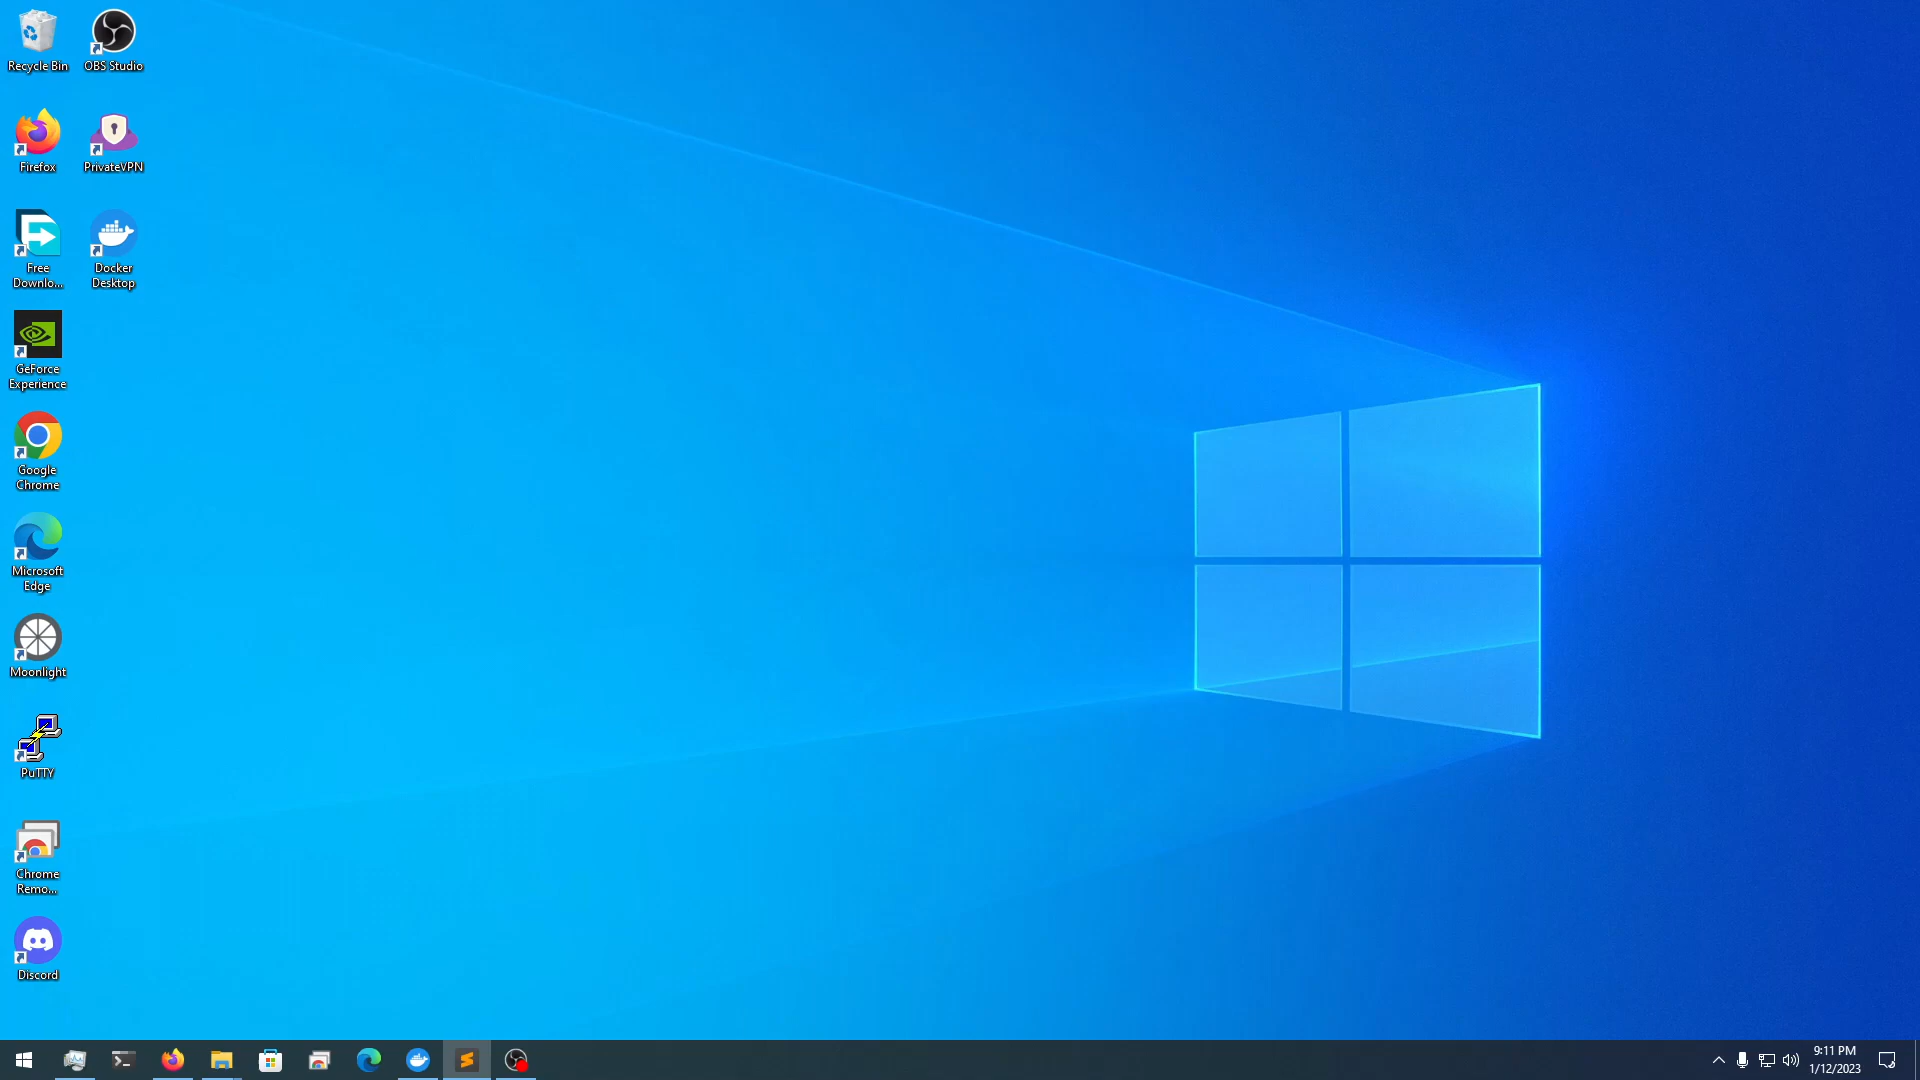 Recycle Bin
OBS Studio
Firefox
PrivateVPN
Free
Downlo...
Docker
Desktop
GeForce
Experience
Google
Chrome
Microsoft
Edge
Moonlight
PuTTY
Chrome
Remo...
Discord
9:11 PM
1/12/2023